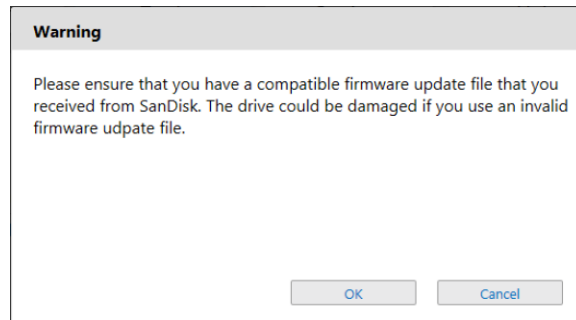 Warning
Please ensure that you have a compatible firmware update file that you
received from SanDisk. The drive could be damaged if you use an invalid
firmware udpate file.
OK Cancel